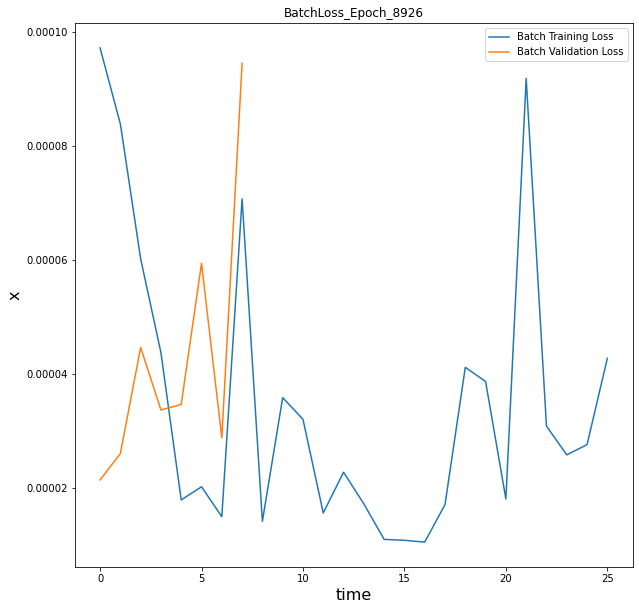 BatchLoss_Epoch_8926
Batch Training Loss
Batch Validation Loss
0.00010
0.00008
0.00006
0.00004
0.00002
x
0
5
10
15
20
25
time